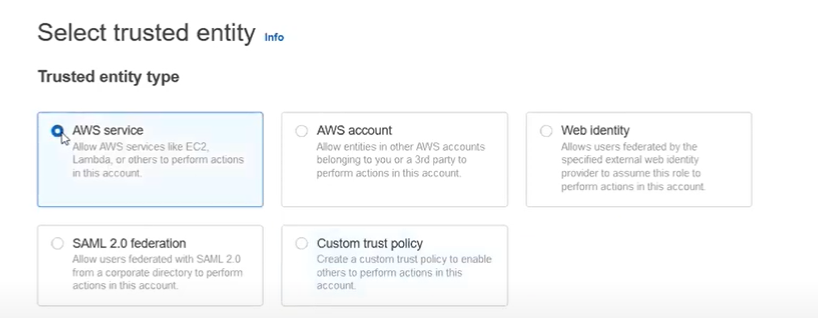 Select trusted entity Info
Trusted entity type
AWS service
Allow AWS services like EC2,
Lambda, or others to perform actions
in this account.
AWS account
Allow entities in other AWS accounts
belonging to you or a 3rd party to
perform actions in this account.
Web identity
Allows users federated by the
specified external web identity
provider to assume this role to
perform actions in this account.
SAML 2.0 federation
Allow users federated with SAML 2.0
from a corporate directory to perform
actions in this account.
Custom trust policy
Create a custom trust policy to enable
others to perform actions in this
account.